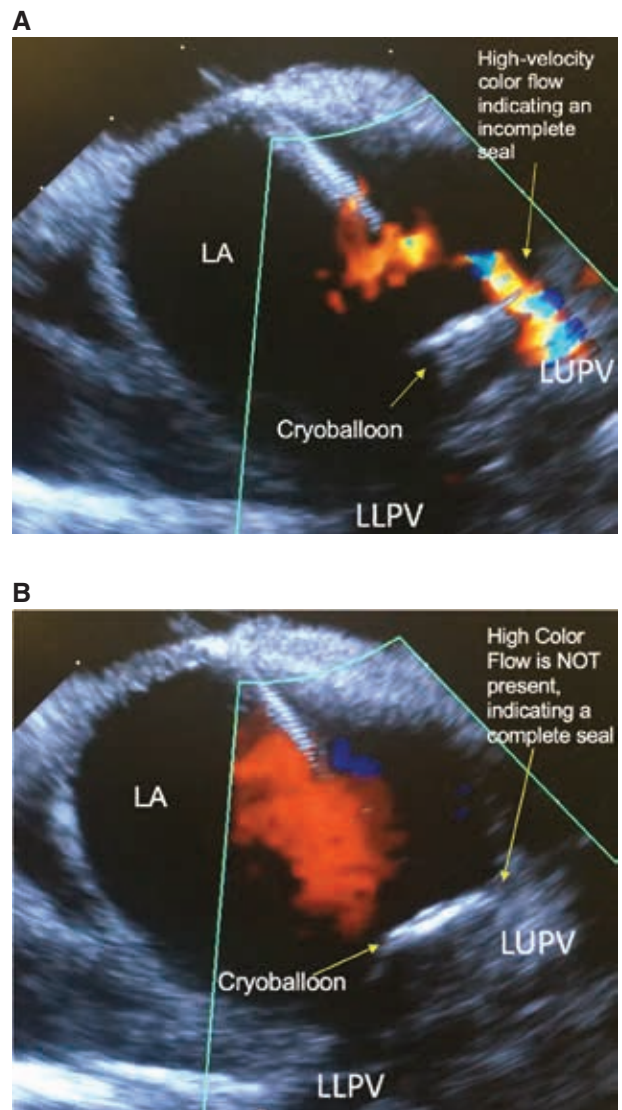 A
High-velocity
color flow
indicating an
incomplete
seal
LA
LUPV
Cryoballoon
LLPV
B
High Color
Flow is NOT
present,
indicating a
complete seal
LA
LUPV
Cryoballoon
LLPV